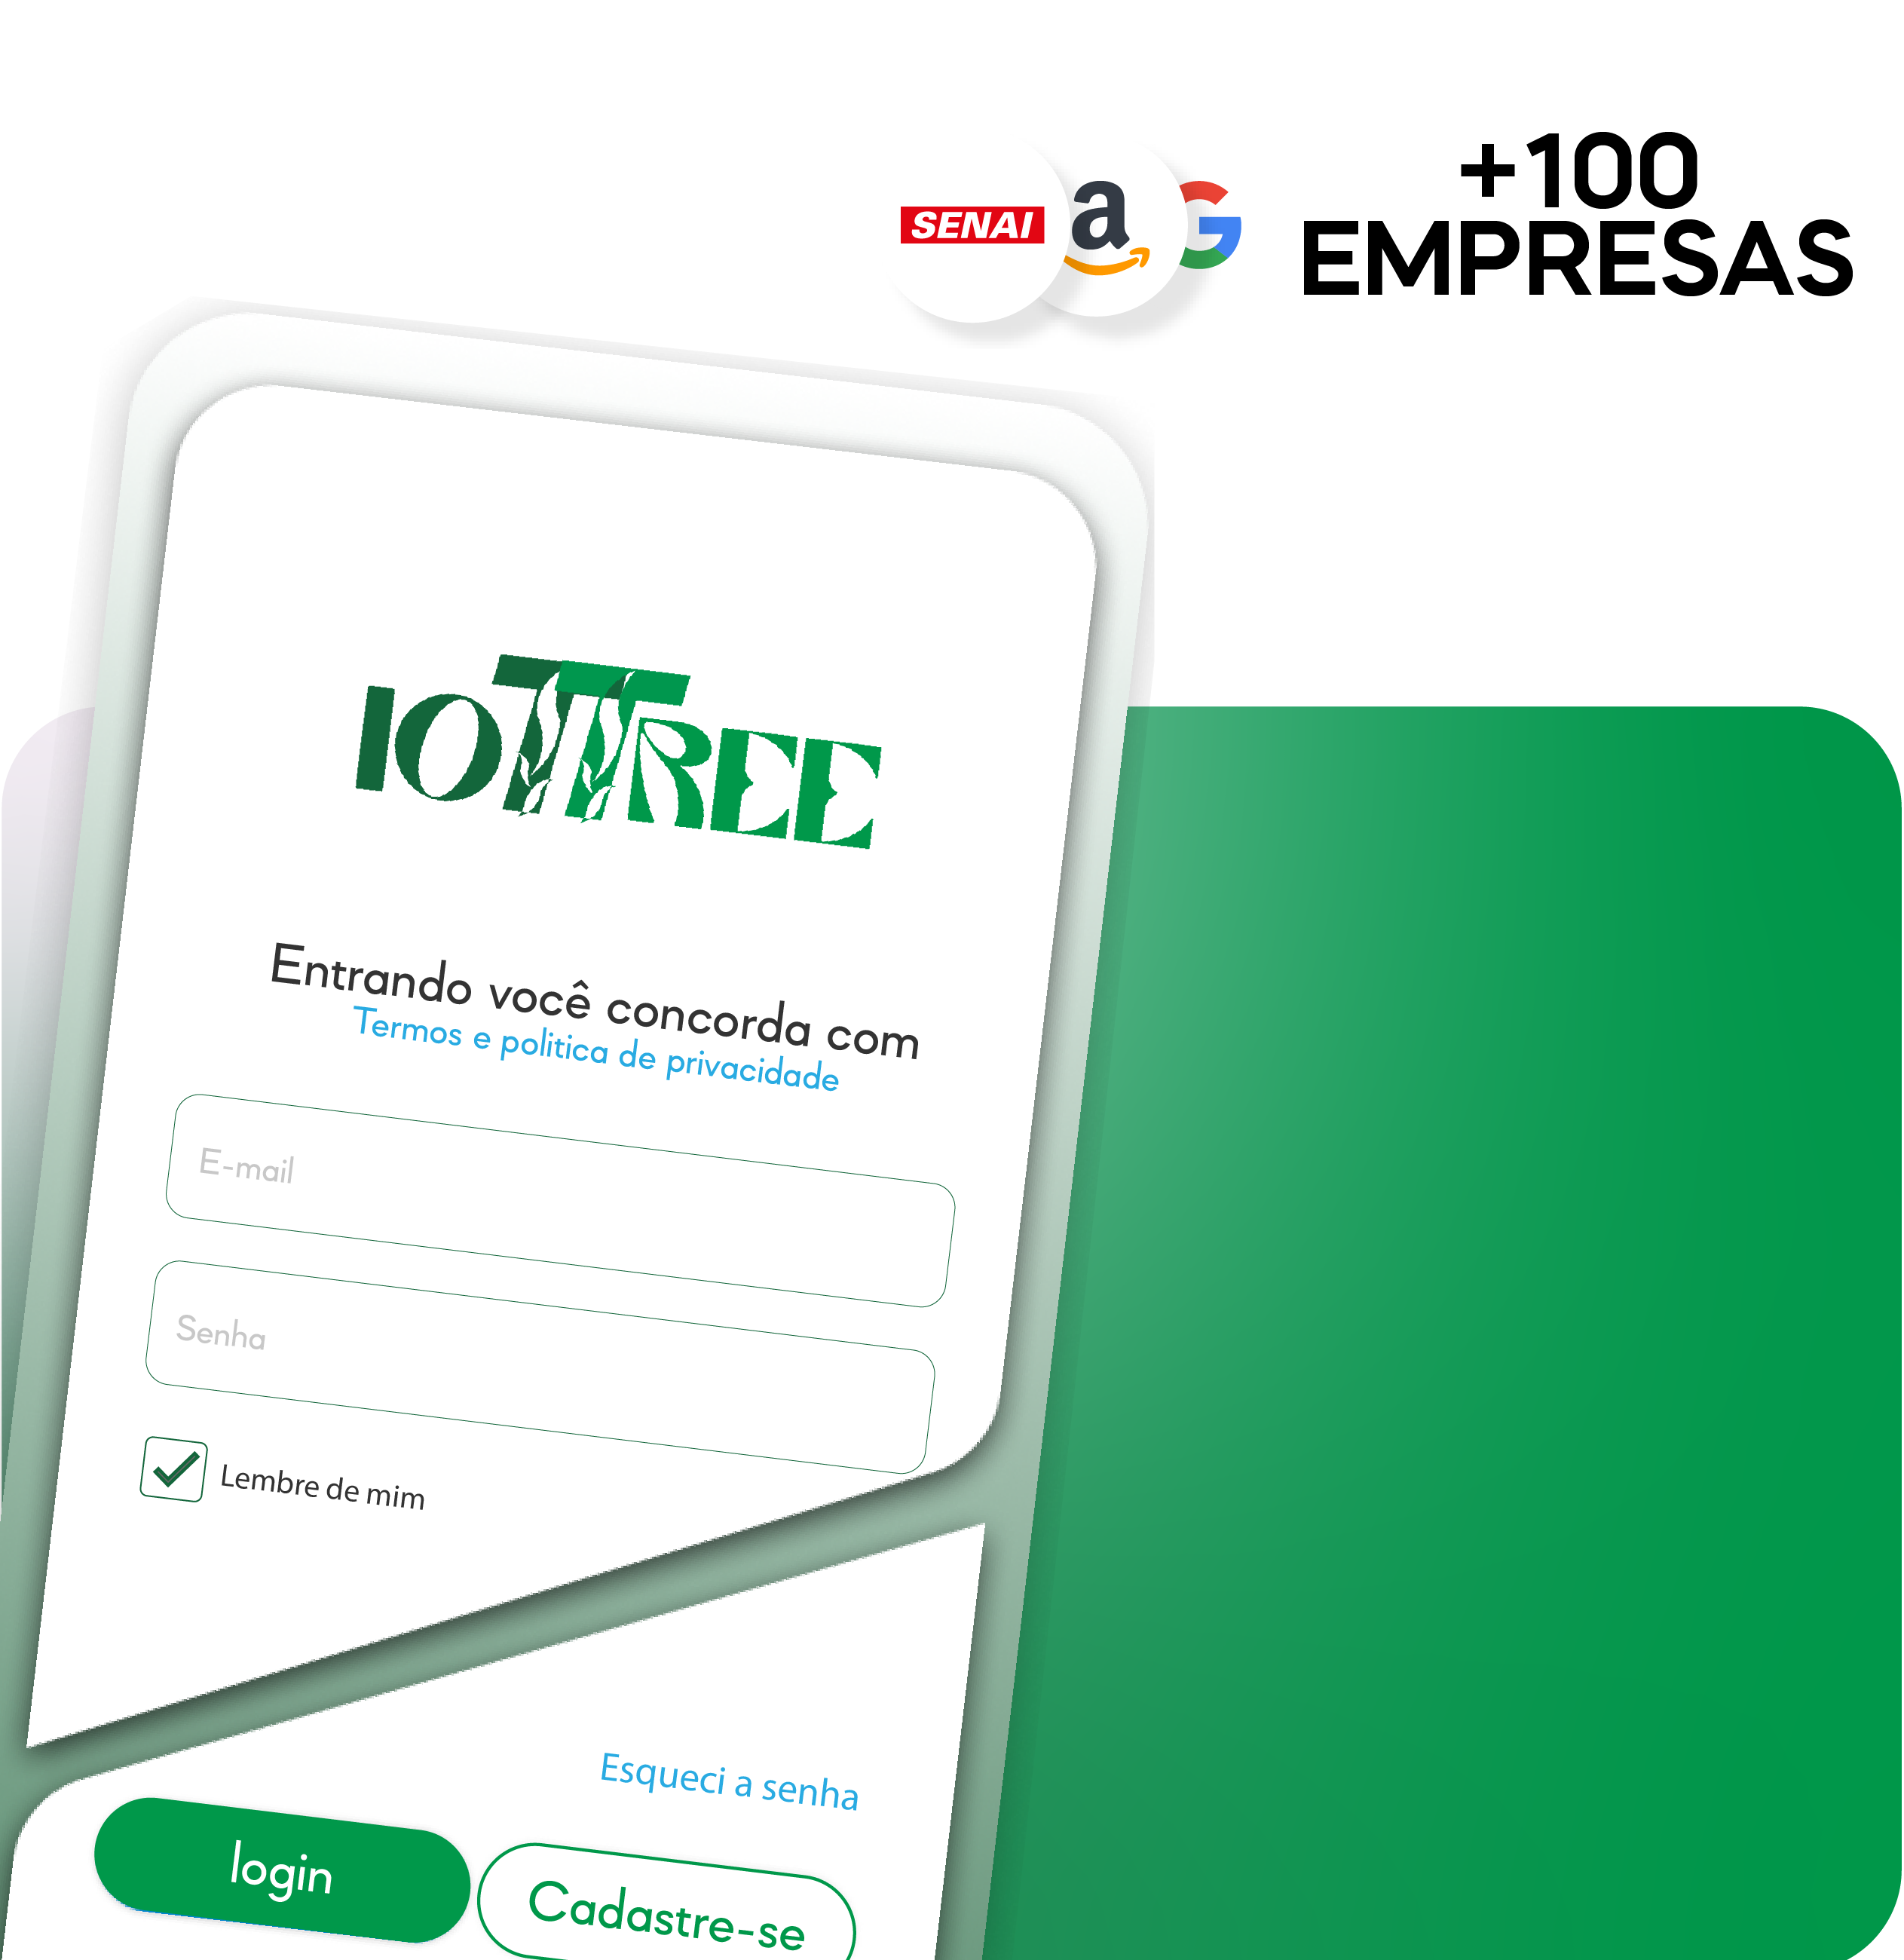 +100
SENAI a G EMPRESAS
IOTTREE
Entrando você concorda com
Termos e politica de privacidade
E-mail
Senha
Lembre de mim
Esqueci a senha
login
Cadastre-se